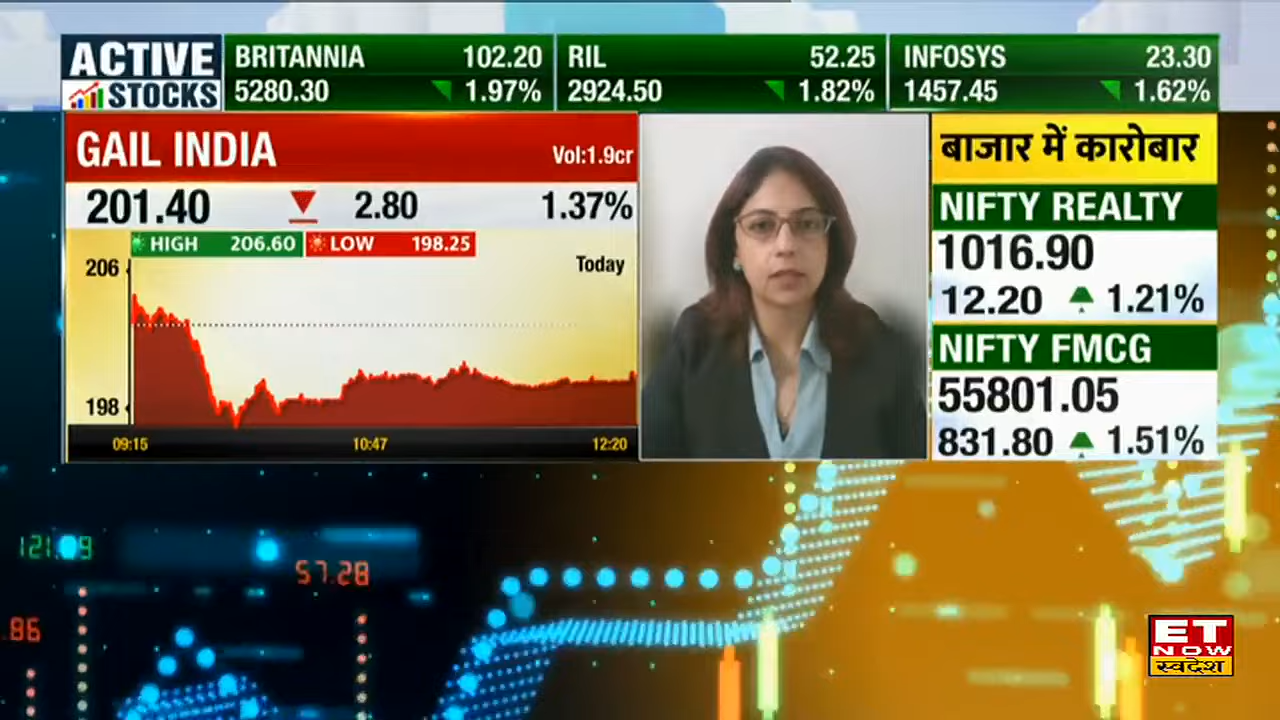 ACTIVE STOCKS
BRITANNIA 102.20
5280.30 1.97%
RIL 52.25
2924.50 1.82%
INFOSYS 23.30
1457.45 1.62%
GAIL INDIA Vol:1.9cr
201.40 2.80 1.37%
HIGH 206.60 LOW 198.25
Today
206
198
09:15 10:47 12:20
बाजार में कारोबार
NIFTY REALTY
1016.90
12.20 1.21%
NIFTY FMCG
55801.05
831.80 1.51%
57.28
.86
ET
NOW
स्वदेश